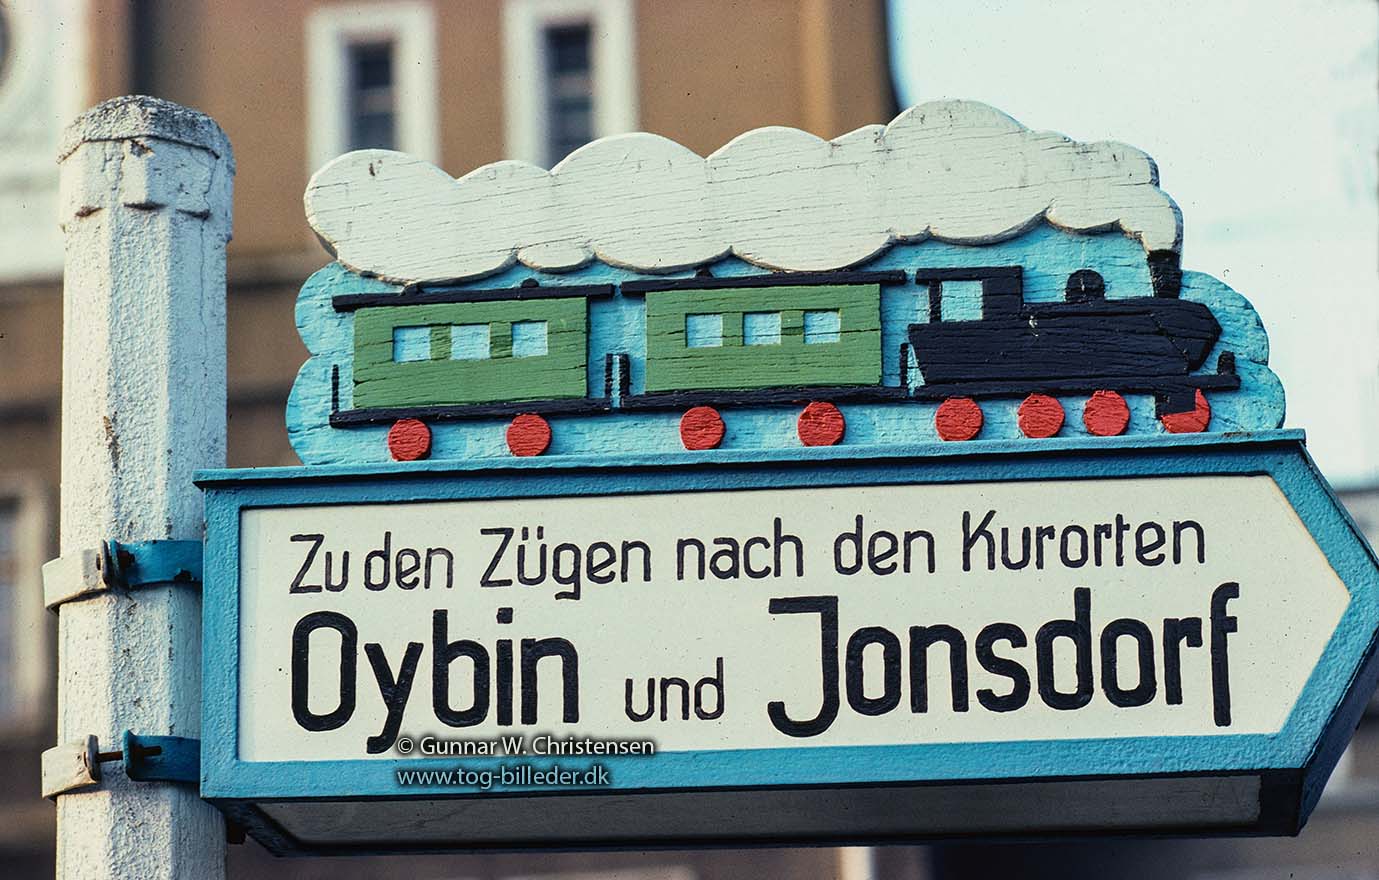 Zu den Zügen nach den Kurorten
Oybin und Jonsdorf
© Gunnar W. Christensen
www.tog-billeder.dk